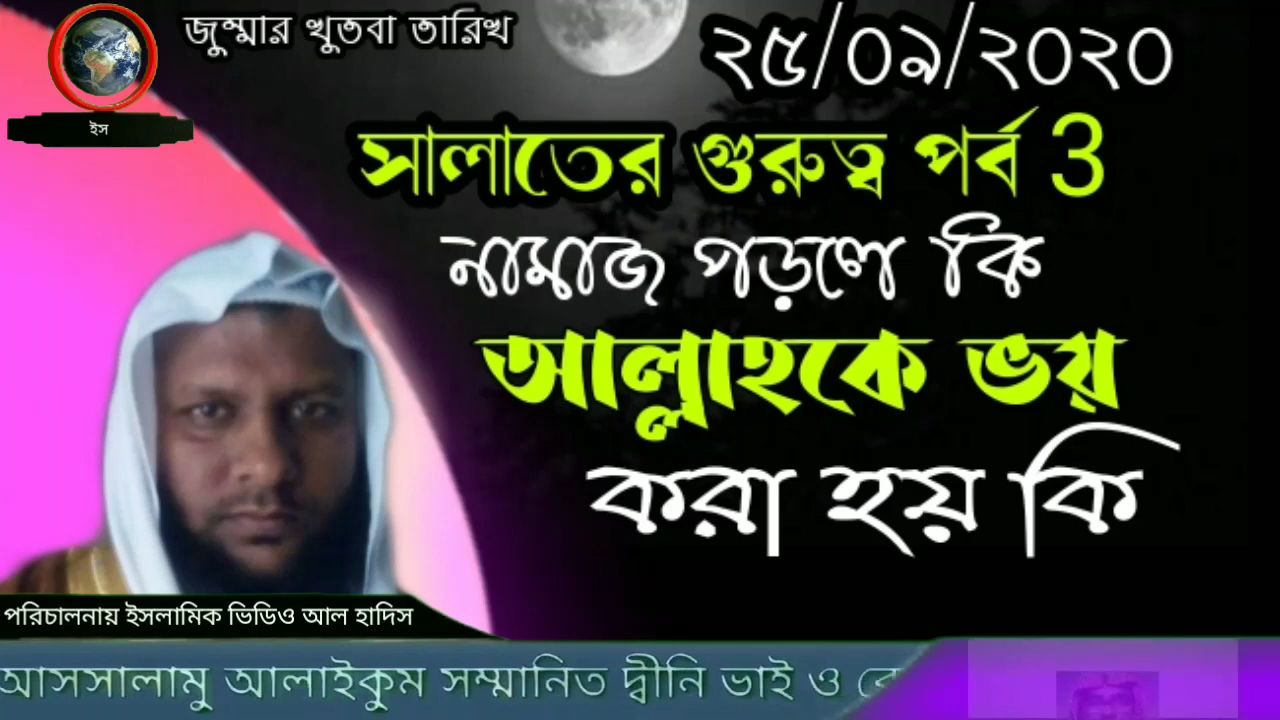 জুম্মার খুতবা তারিখ
২৫/০৯/২০২০
ইস
সালাতের গুরুত্ব পর্ব 3
নামাজ পড়লে কি
আল্লাহকে ভয়
করা হয় কি
পরিচালনায় ইসলামিক ভিডিও আল হাদিস
আসসালামু আলাইকুম সম্মানিত দ্বীনি ভাই ও